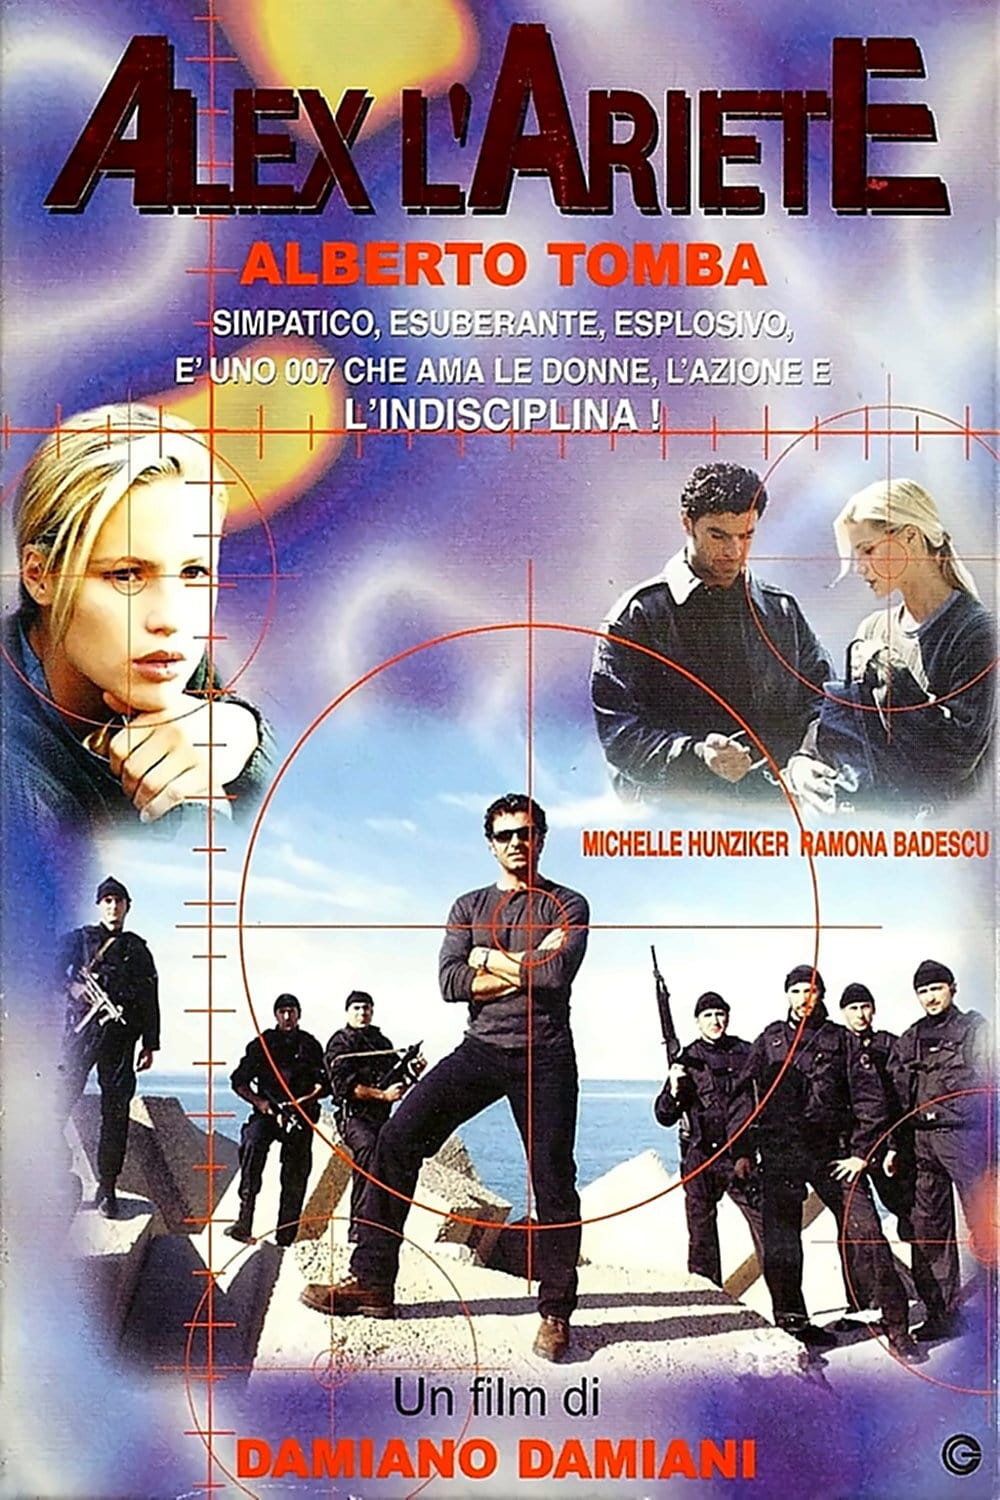 ALEX L'ARIETE
ALBERTO TOMBA
SIMPATICO, ESUBERANTE, ESPLOSIVO,
E' UNO 007 CHE AMA LE DONNE, L'AZIONE E
L'INDISCIPLINA !
MICHELLE HUNZIKER RAMONA BADESCU
Un film di
DAMIANO DAMIANI